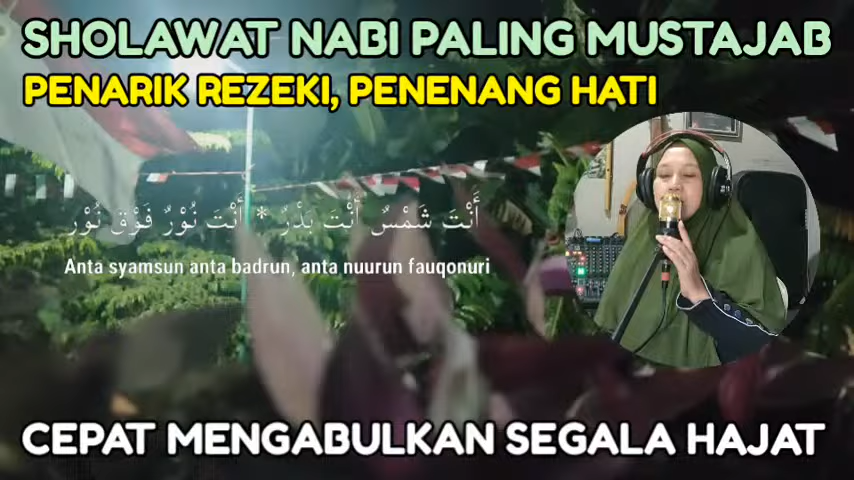 SHOLAWAT NABI PALING MUSTAJAB
PENARIK REZEKI, PENENANG HATI
أَنْتَ شَمْسٌ أَنْتَ بَدْرٌ * أَنْتَ نُوْرٌ فَوْقَ نُوْرٍ
Anta syamsun anta badrun, anta nuurun fauqonuri
CEPAT MENGABULKAN SEGALA HAJAT